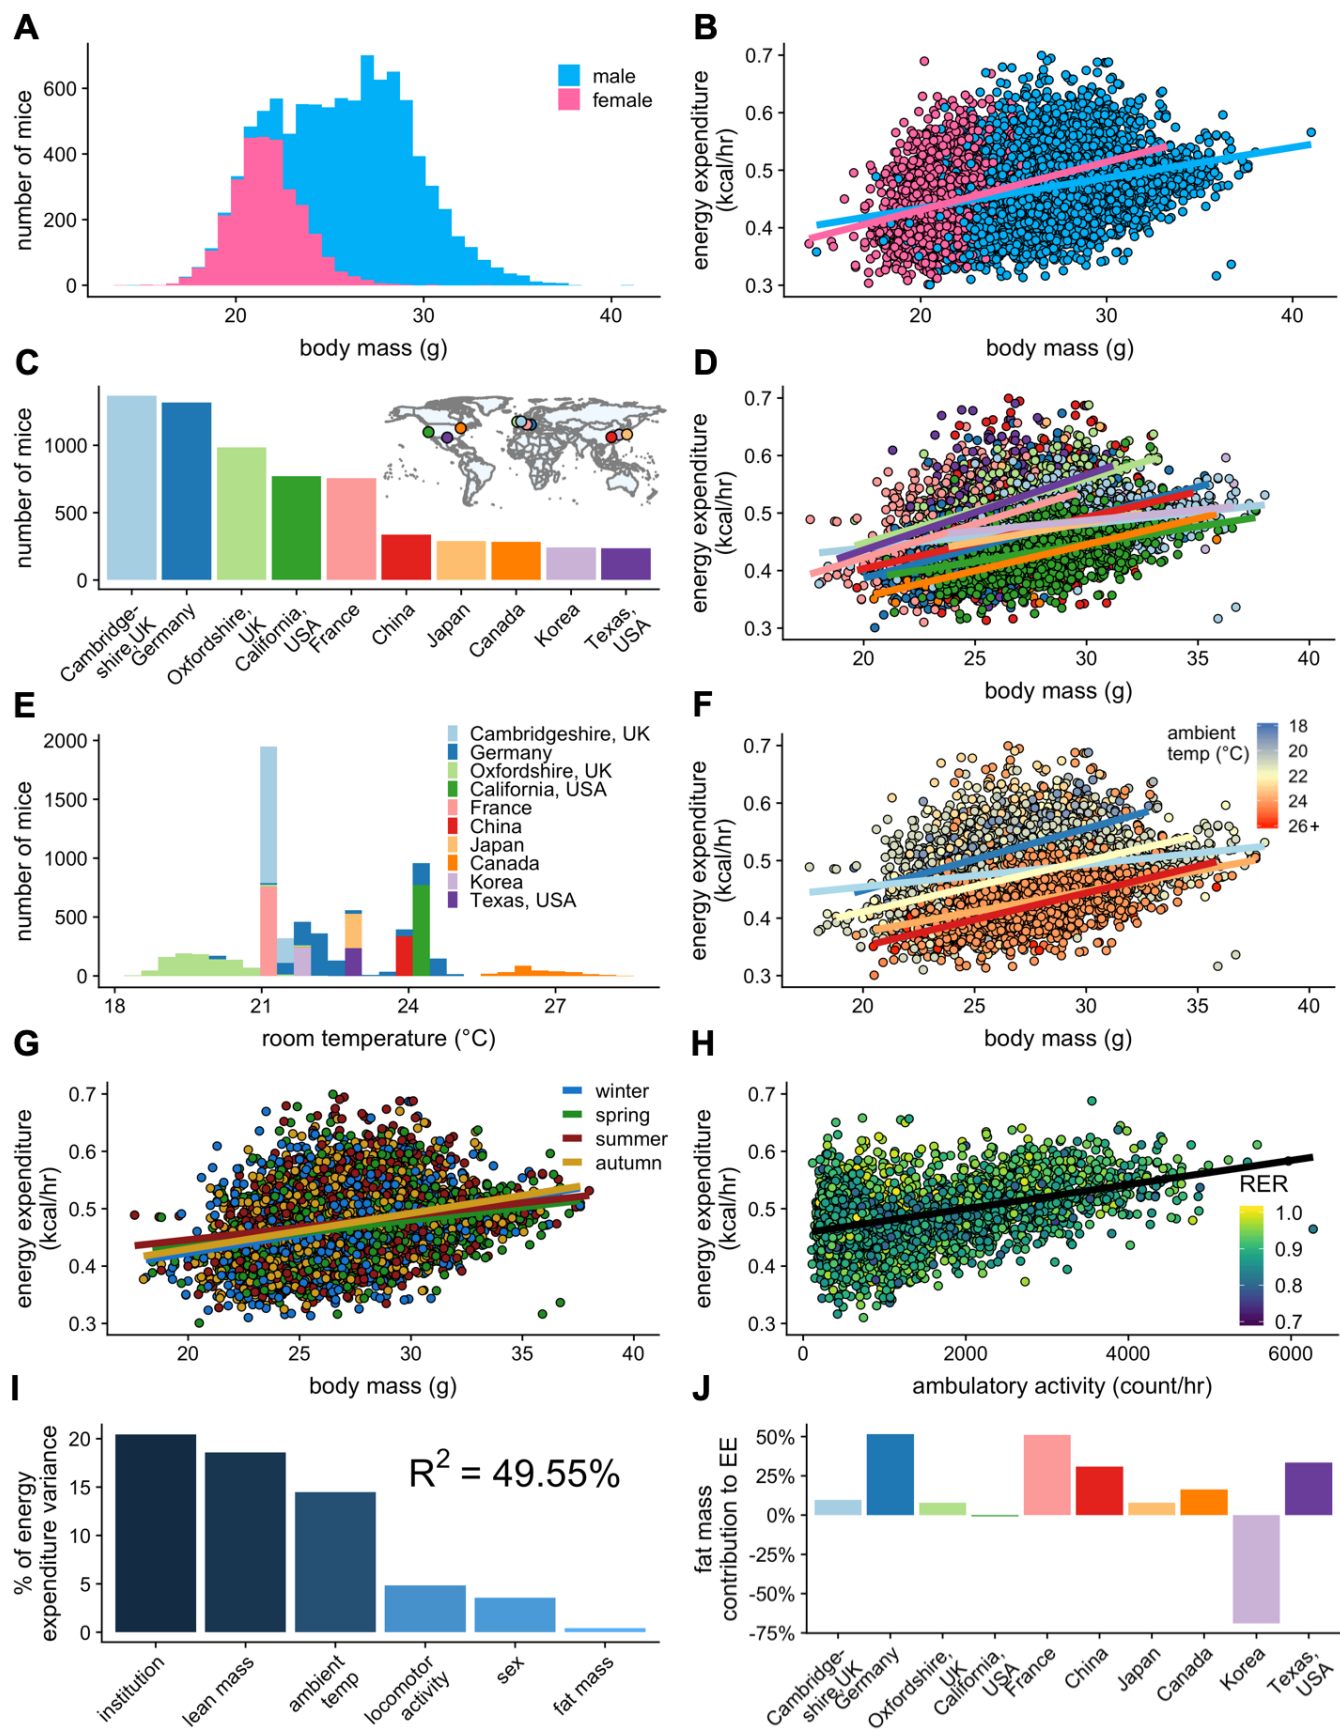 A
number of mice
600
400
200
0
20
30
40
body mass (g)
male
female
B
energy expenditure
(kcal/hr)
0.7
0.6
0.5
0.4
0.3
20
30
40
body mass (g)
C
number of mice
1000
500
0
Cambridge-
shire,UK
Germany
Oxfordshire,
UK
California,
USA
France
China
Japan
Canada
Korea
Texas,
USA
D
energy expenditure
(kcal/hr)
0.7
0.6
0.5
0.4
0.3
20
25
30
35
40
body mass (g)
E
number of mice
2000
1500
1000
500
0
18
21
24
27
room temperature (°C)
Cambridgeshire, UK
Germany
Oxfordshire, UK
California, USA
France
China
Japan
Canada
Korea
Texas, USA
F
energy expenditure
(kcal/hr)
0.7
0.6
0.5
0.4
0.3
20
25
30
35
40
body mass (g)
ambient
temp (°C)
18
20
22
24
26+
G
energy expenditure
(kcal/hr)
0.7
0.6
0.5
0.4
0.3
20
25
30
35
40
body mass (g)
winter
spring
summer
autumn
H
energy expenditure
(kcal/hr)
0.7
0.6
0.5
0.4
0.3
0
2000
4000
6000
ambulatory activity (count/hr)
RER
1.0
0.9
0.8
0.7
I
% of energy
expenditure variance
20
15
10
5
0
R² = 49.55%
institution
lean mass
ambient
temp
locomotor
activity
sex
fat mass
J
fat mass
contribution to EE
50%
25%
0%
-25%
-50%
-75%
Cambridge-
shire,UK
Germany
Oxfordshire,
UK
California,
USA
France
China
Japan
Canada
Korea
Texas,
USA